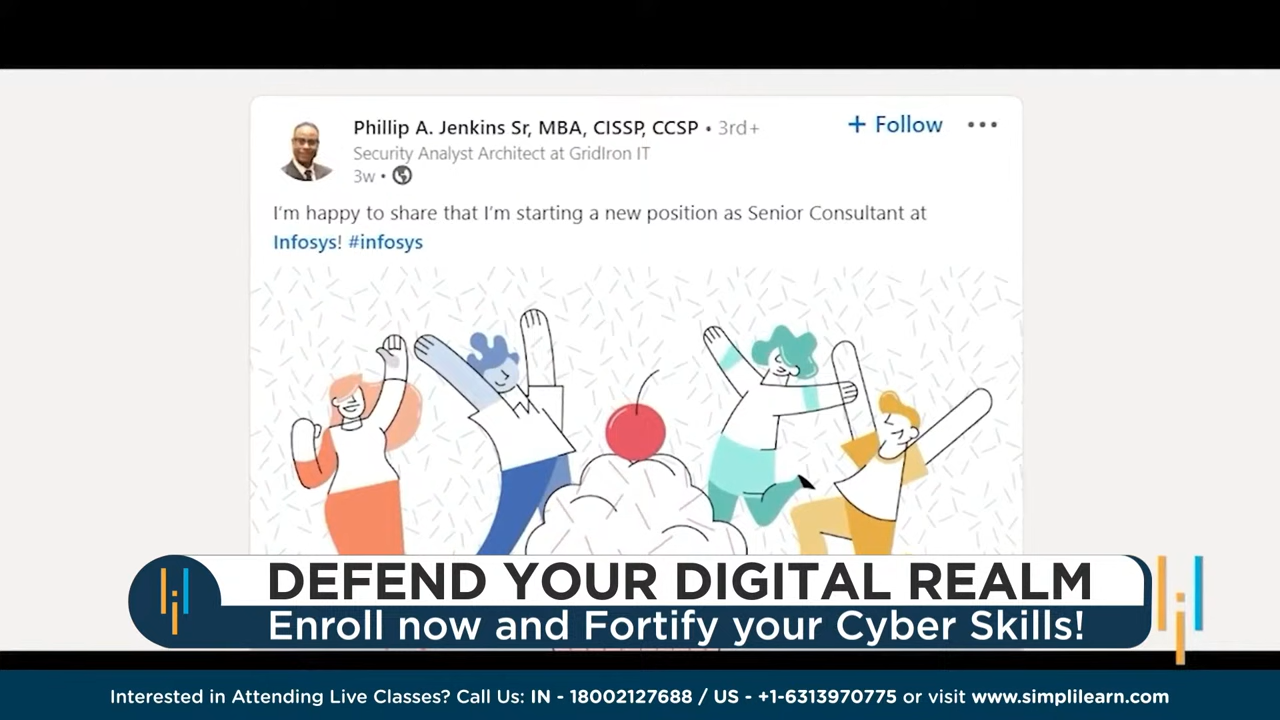 Phillip A. Jenkins Sr, MBA, CISSP, CCSP • 3rd+
+ Follow •••
Security Analyst Architect at GridIron IT
3w •
I'm happy to share that I'm starting a new position as Senior Consultant at
Infosys! #infosys
DEFEND YOUR DIGITAL REALM
Enroll now and Fortify your Cyber Skills!
Interested in Attending Live Classes? Call Us: IN - 18002127688 / US - +1-6313970775 or visit www.simplilearn.com